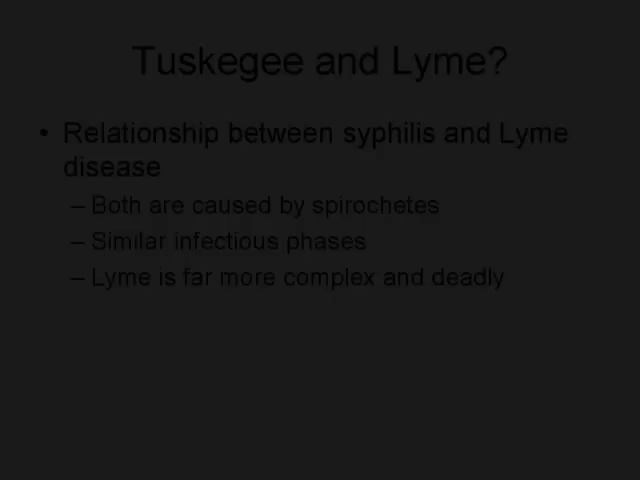 Tuskegee and Lyme?
• Relationship between syphilis and Lyme
disease
– Both are caused by spirochetes
– Similar infectious phases
– Lyme is far more complex and deadly